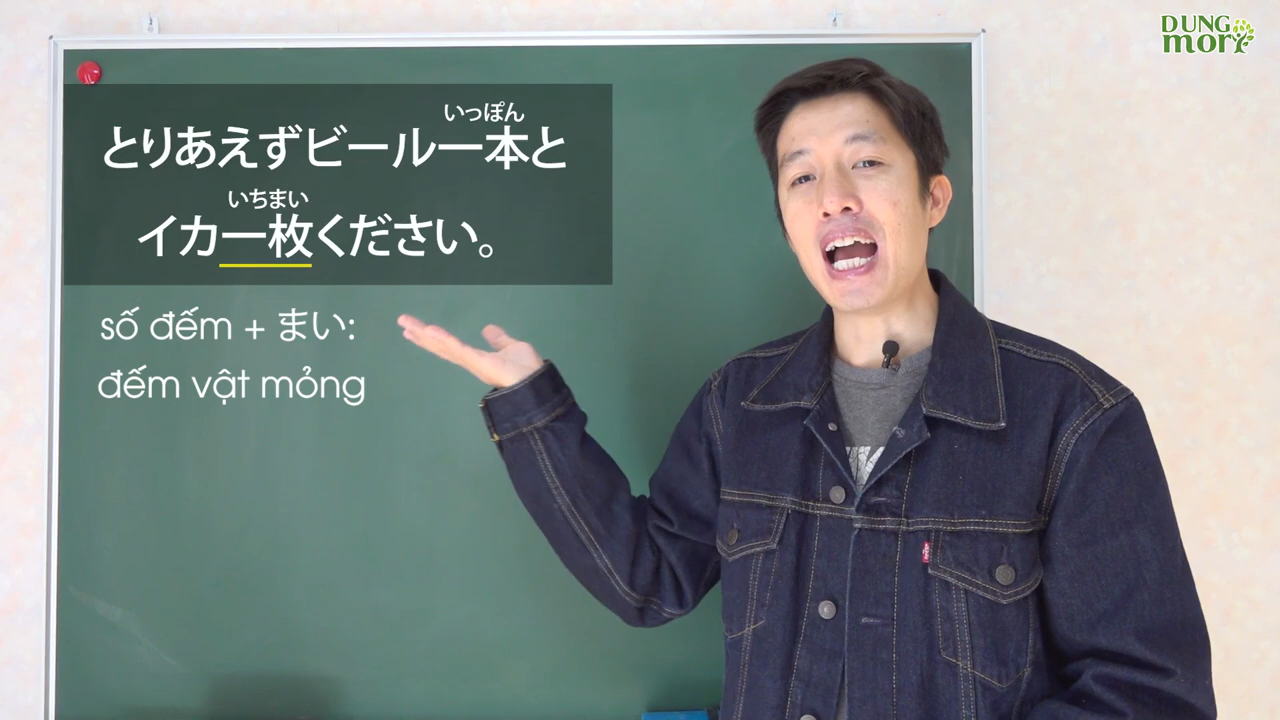 DUNG
mori
いっぽん
とりあえずビール一本と
いちまい
イカ一枚ください。
số đếm + まい:
đếm vật mỏng